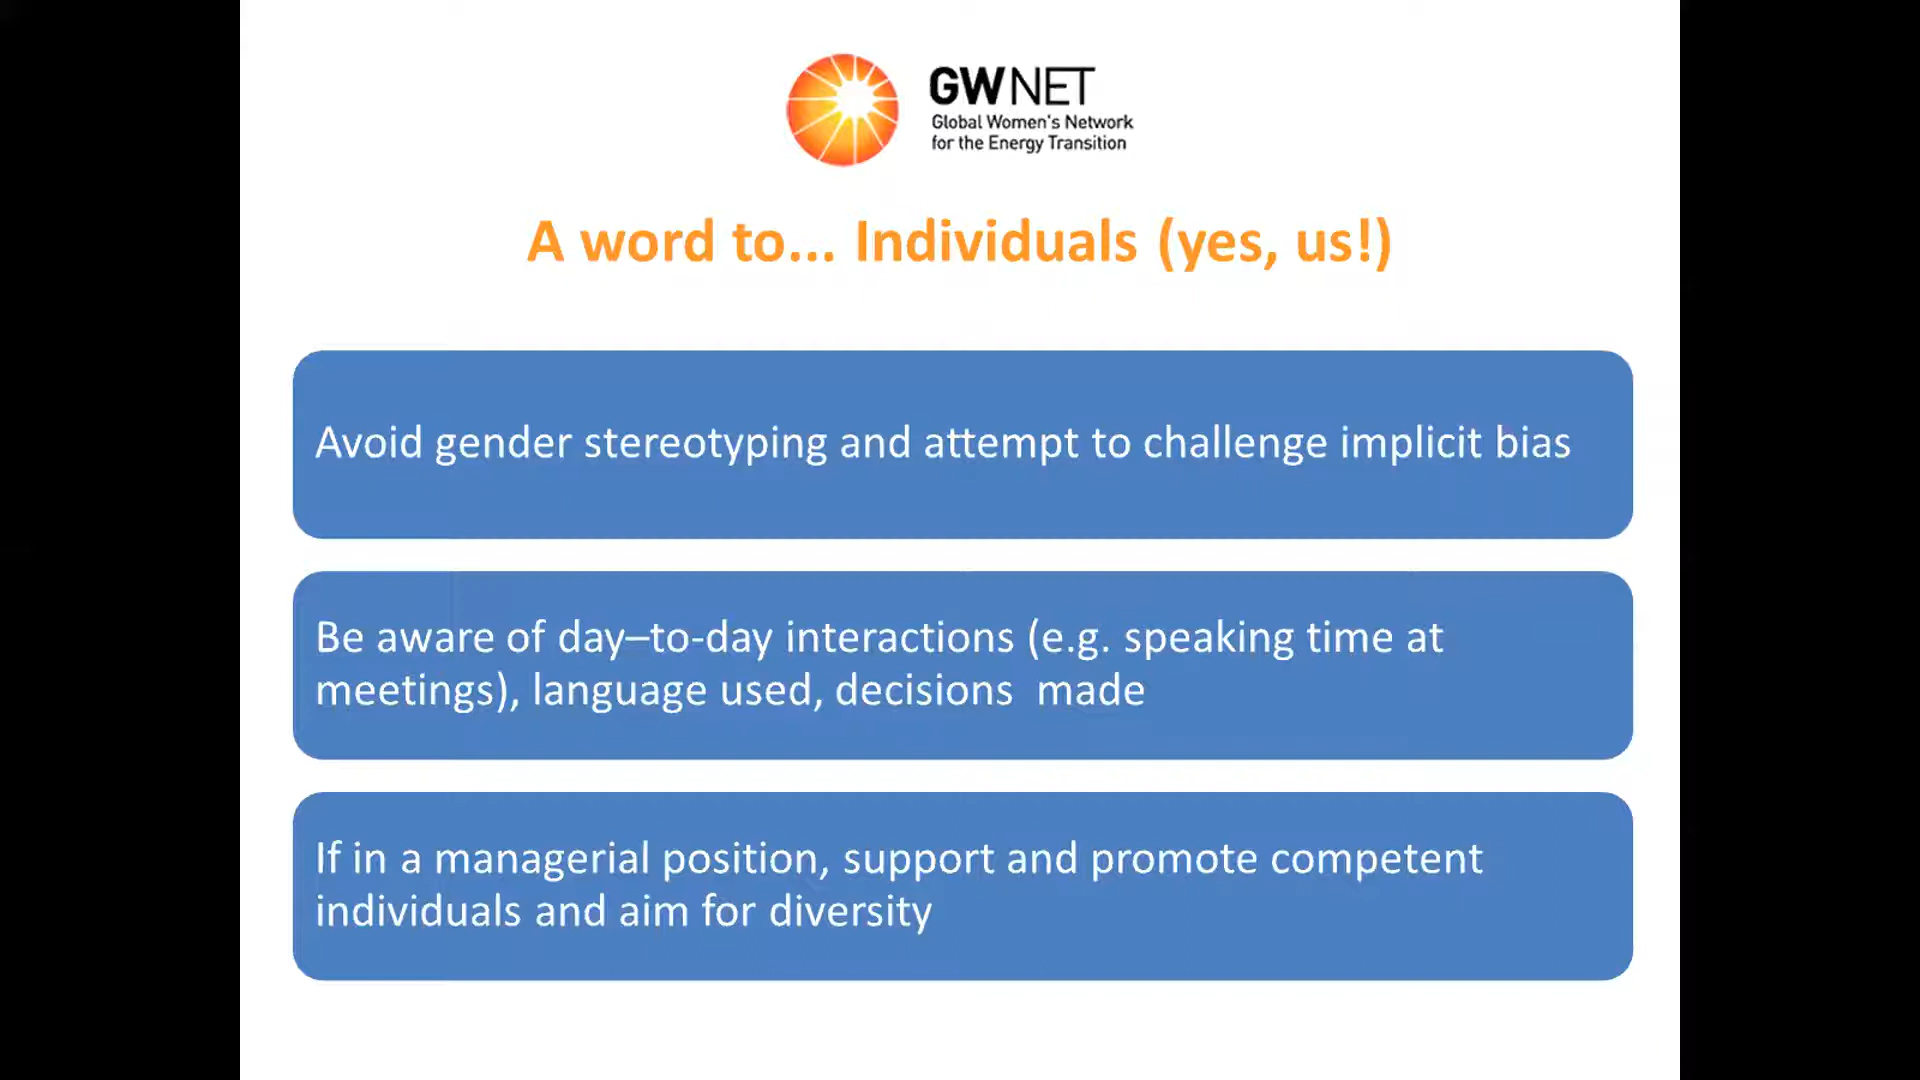 GWNET
Global Women's Network
for the Energy Transition
A word to... Individuals (yes, us!)
Avoid gender stereotyping and attempt to challenge implicit bias
Be aware of day–to-day interactions (e.g. speaking time at
meetings), language used, decisions  made
If in a managerial position, support and promote competent
individuals and aim for diversity